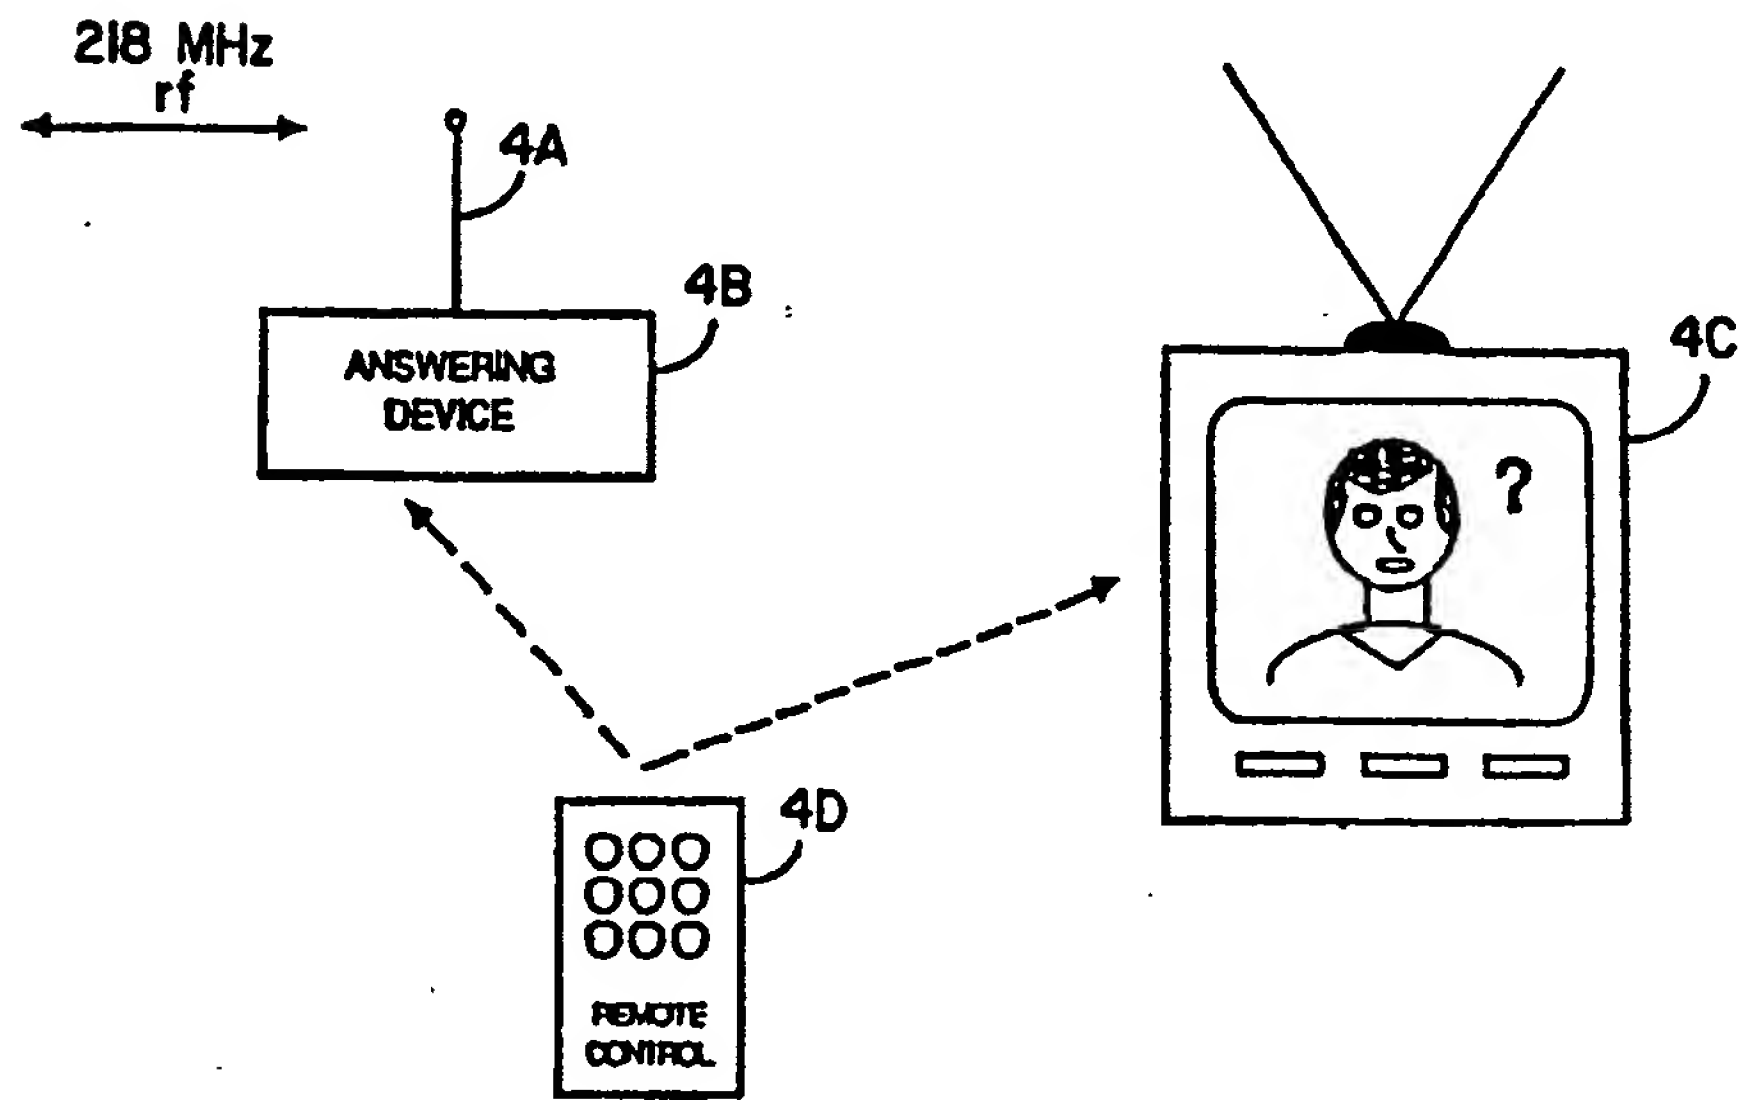 218 MHz
rf
4A
4B
ANSWERING
DEVICE
4C
?
4D
REMOTE
CONTROL